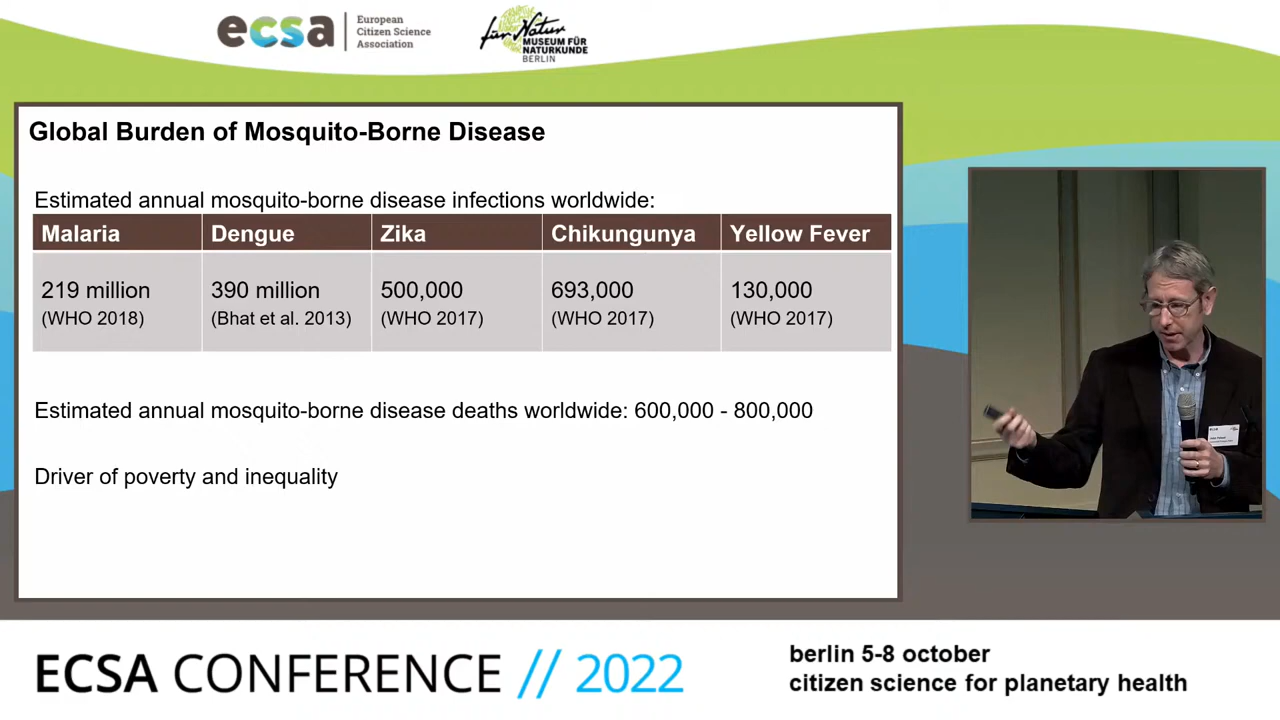 ecsa
European
Citizen Science
Association
für Natur
MUSEUM FÜR
NATURKUNDE
BERLIN
Global Burden of Mosquito-Borne Disease
Estimated annual mosquito-borne disease infections worldwide:
Malaria Dengue Zika Chikungunya Yellow Fever
219 million 390 million 500,000 693,000 130,000
(WHO 2018) (Bhat et al. 2013) (WHO 2017) (WHO 2017) (WHO 2017)
Estimated annual mosquito-borne disease deaths worldwide: 600,000 - 800,000
Driver of poverty and inequality
ECSA CONFERENCE // 2022
berlin 5-8 october
citizen science for planetary health